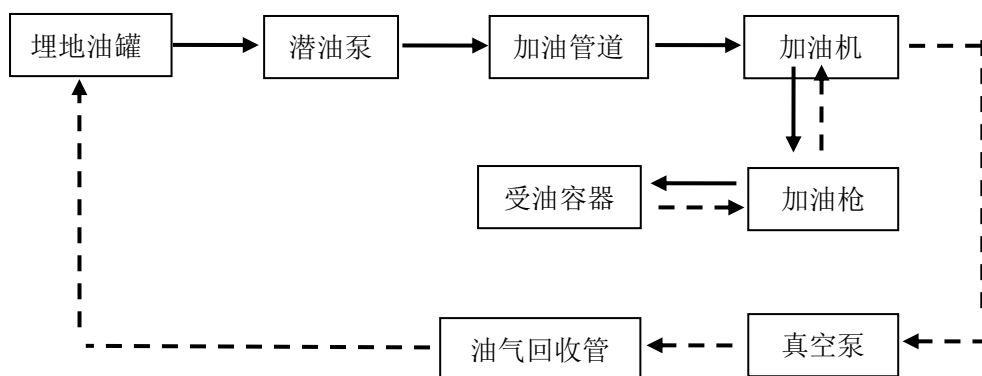 埋地油罐
潜油泵
加油管道
加油机
受油容器
加油枪
油气回收管
真空泵